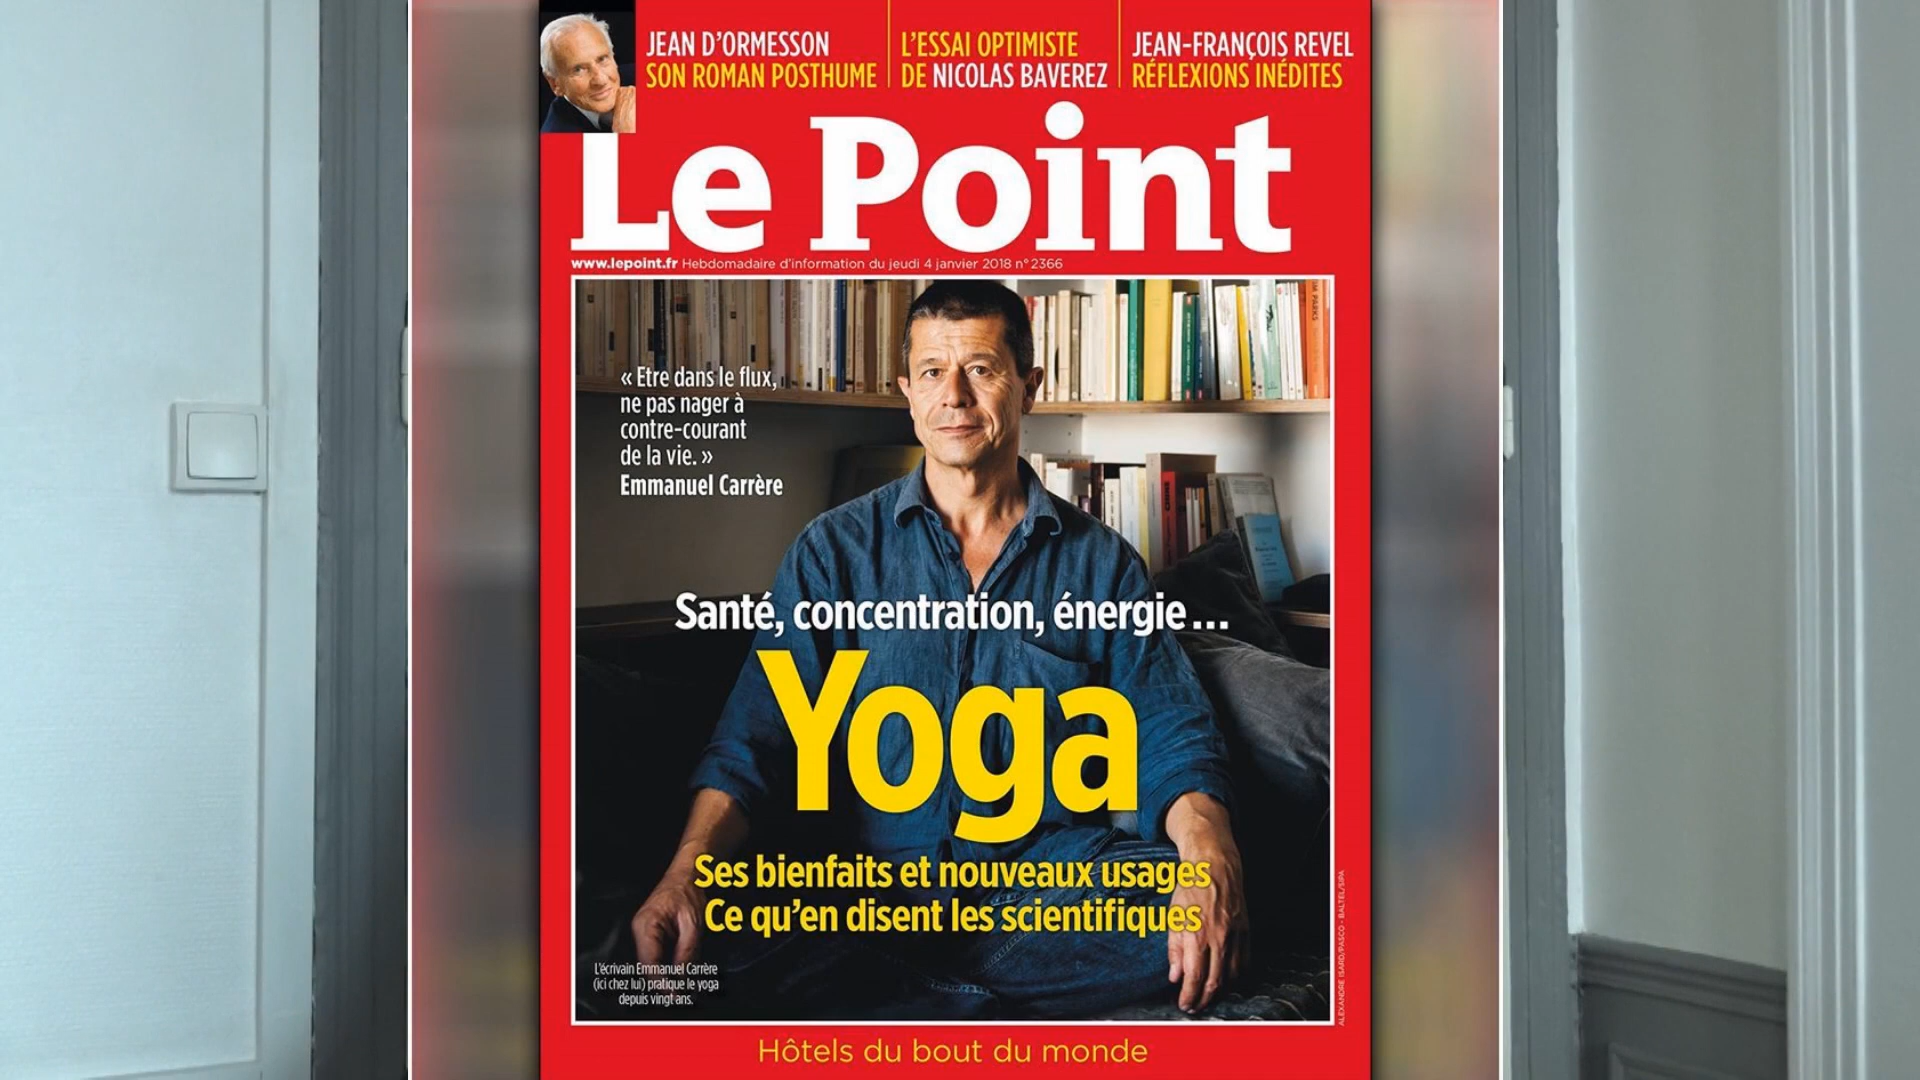 JEAN D'ORMESSON
SON ROMAN POSTHUME
L'ESSAI OPTIMISTE
DE NICOLAS BAVEREZ
JEAN-FRANÇOIS REVEL
RÉFLEXIONS INÉDITES
Le Point
www.lepoint.fr Hebdomadaire d'information du jeudi 4 janvier 2018 n° 2366
« Etre dans le flux,
ne pas nager à
contre-courant
de la vie. »
Emmanuel Carrère
Santé, concentration, énergie...
Yoga
Ses bienfaits et nouveaux usages
Ce qu'en disent les scientifiques
L'écrivain Emmanuel Carrère
(ici chez lui) pratique le yoga
depuis vingt ans.
ALEXANDRE ISARD/PASCO - BALTEL/SIPA
Hôtels du bout du monde